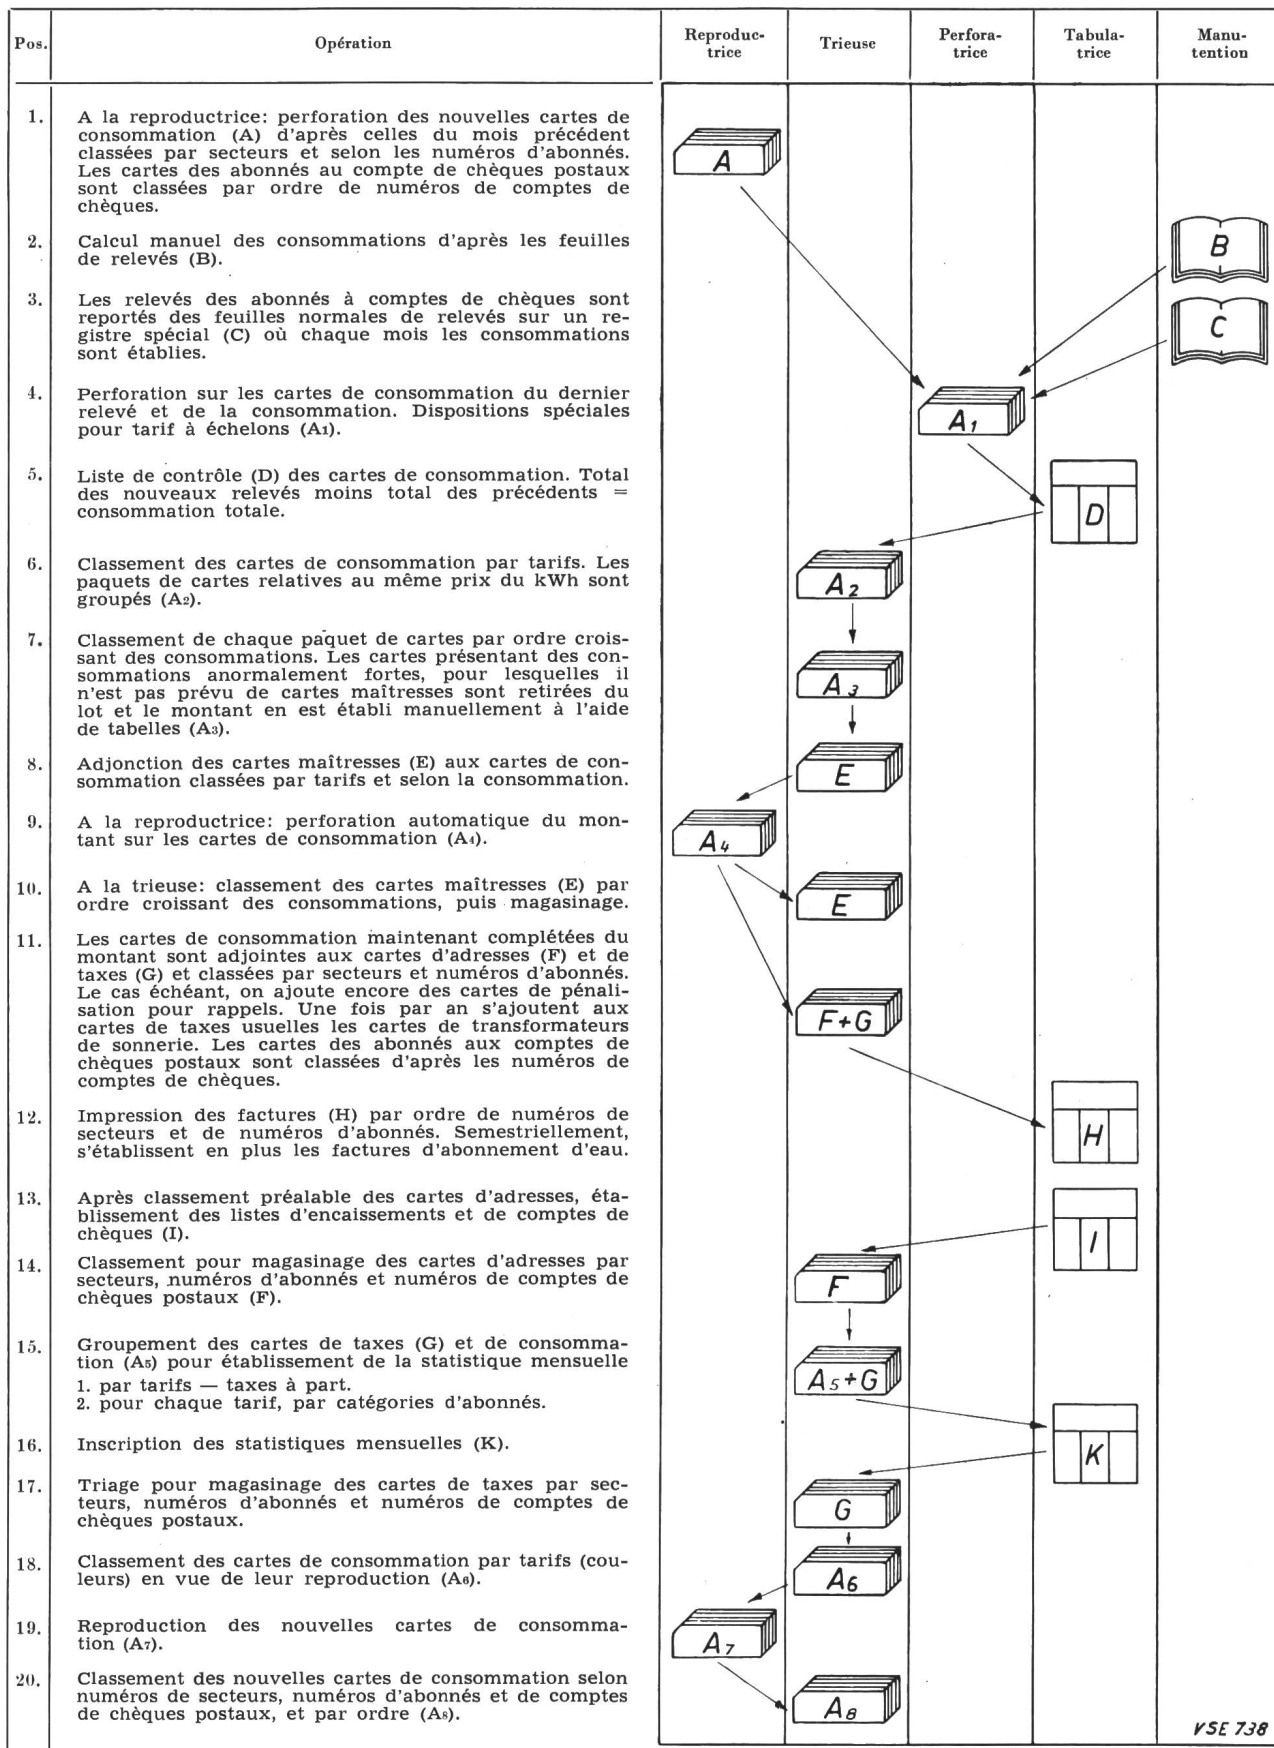 Pos.
Opération
Reproduc-
trice
Trieuse
Perfora-
trice
Tabula-
trice
Manu-
tention
1. A la reproductrice: perforation des nouvelles cartes de
consommation (A) d'après celles du mois précédent
classées par secteurs et selon les numéros d'abonnés.
Les cartes des abonnés au compte de chèques postaux
sont classées par ordre de numéros de comptes de
chèques.
A
2. Calcul manuel des consommations d'après les feuilles
de relevés (B).
B
3. Les relevés des abonnés à comptes de chèques sont
reportés des feuilles normales de relevés sur un re-
gistre spécial (C) où chaque mois les consommations
sont établies.
C
4. Perforation sur les cartes de consommation du dernier
relevé et de la consommation. Dispositions spéciales
pour tarif à échelons (A1).
A1
5. Liste de contrôle (D) des cartes de consommation. Total
des nouveaux relevés moins total des précédents =
consommation totale.
D
6. Classement des cartes de consommation par tarifs. Les
paquets de cartes relatives au même prix du kWh sont
groupés (A2).
A2
7. Classement de chaque paquet de cartes par ordre crois-
sant des consommations. Les cartes présentant des con-
sommations anormalement fortes, pour lesquelles il
n'est pas prévu de cartes maîtresses sont retirées du
lot et le montant en est établi manuellement à l'aide
de tabelles (A3).
A3
8. Adjonction des cartes maîtresses (E) aux cartes de con-
sommation classées par tarifs et selon la consommation.
E
9. A la reproductrice: perforation automatique du mon-
tant sur les cartes de consommation (A4).
A4
10. A la trieuse: classement des cartes maîtresses (E) par
ordre croissant des consommations, puis magasinage.
E
11. Les cartes de consommation maintenant complétées du
montant sont adjointes aux cartes d'adresses (F) et de
taxes (G) et classées par secteurs et numéros d'abonnés.
Le cas échéant, on ajoute encore des cartes de pénali-
sation pour rappels. Une fois par an s'ajoutent aux
cartes de taxes usuelles les cartes de transformateurs
de sonnerie. Les cartes des abonnés aux comptes de
chèques postaux sont classées d'après les numéros de
comptes de chèques.
F+G
12. Impression des factures (H) par ordre de numéros de
secteurs et de numéros d'abonnés. Semestriellement,
s'établissent en plus les factures d'abonnement d'eau.
H
13. Après classement préalable des cartes d'adresses, éta-
blissement des listes d'encaissements et de comptes de
chèques (I).
I
14. Classement pour magasinage des cartes d'adresses par
secteurs, numéros d'abonnés et numéros de comptes de
chèques postaux (F).
F
15. Groupement des cartes de taxes (G) et de consomma-
tion (A5) pour établissement de la statistique mensuelle
1. par tarifs — taxes à part.
2. pour chaque tarif, par catégories d'abonnés.
A5+G
16. Inscription des statistiques mensuelles (K).
K
17. Triage pour magasinage des cartes de taxes par sec-
teurs, numéros d'abonnés et numéros de comptes de
chèques postaux.
G
18. Classement des cartes de consommation par tarifs (cou-
leurs) en vue de leur reproduction (A6).
A6
19. Reproduction des nouvelles cartes de consomma-
tion (A7).
A7
20. Classement des nouvelles cartes de consommation selon
numéros de secteurs, numéros d'abonnés et de comptes
de chèques postaux, et par ordre (A8).
A8
VSE 738